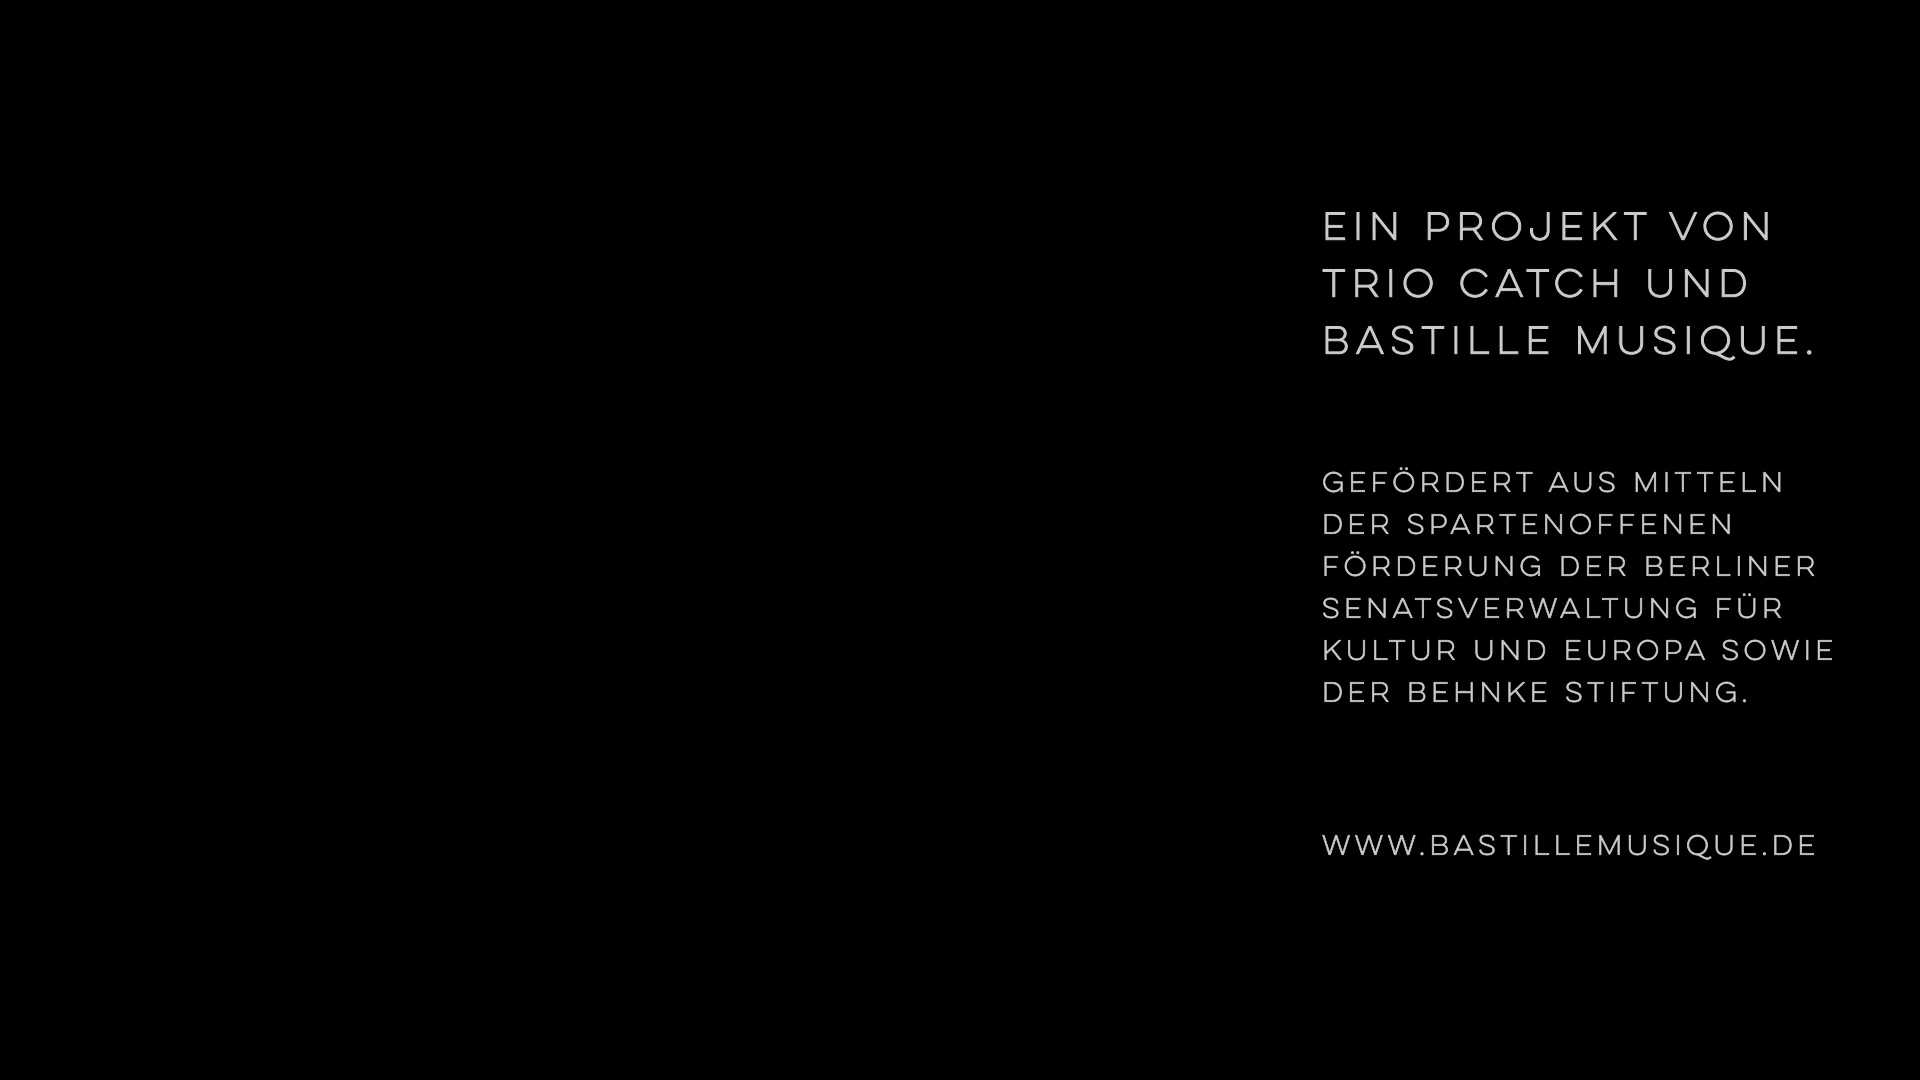 EIN PROJEKT VON
TRIO CATCH UND
BASTILLE MUSIQUE.
GEFÖRDERT AUS MITTELN
DER SPARTENOFFENEN
FÖRDERUNG DER BERLINER
SENATSVERWALTUNG FÜR
KULTUR UND EUROPA SOWIE
DER BEHNKE STIFTUNG.
WWW.BASTILLEMUSIQUE.DE